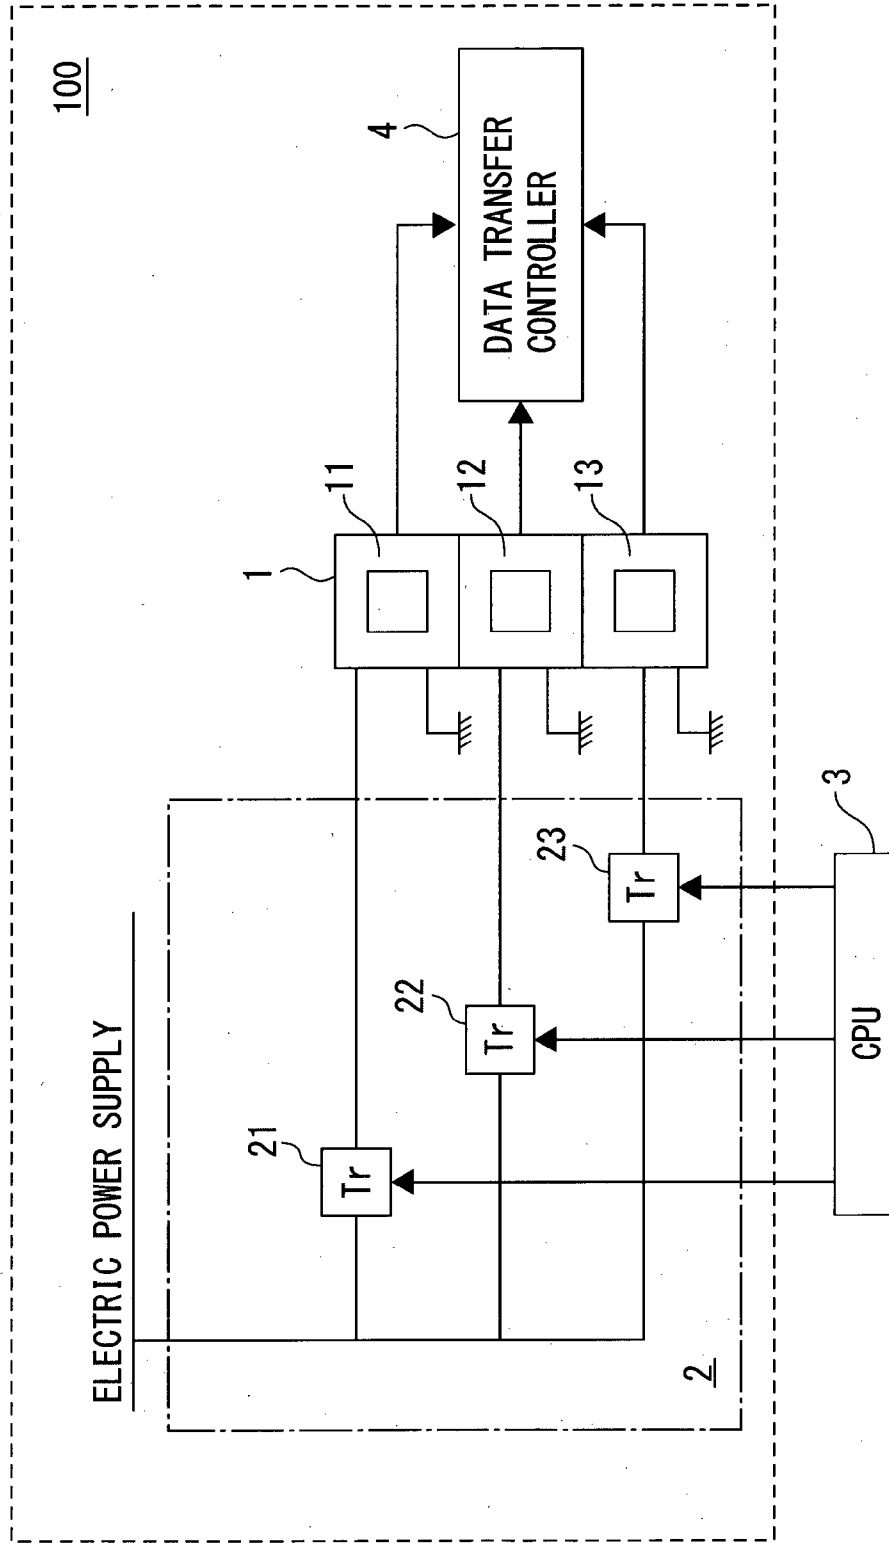 100
ELECTRIC POWER SUPPLY
2
21
Tr
22
Tr
23
Tr
1
11
12
13
4
DATA TRANSFER
CONTROLLER
3
CPU